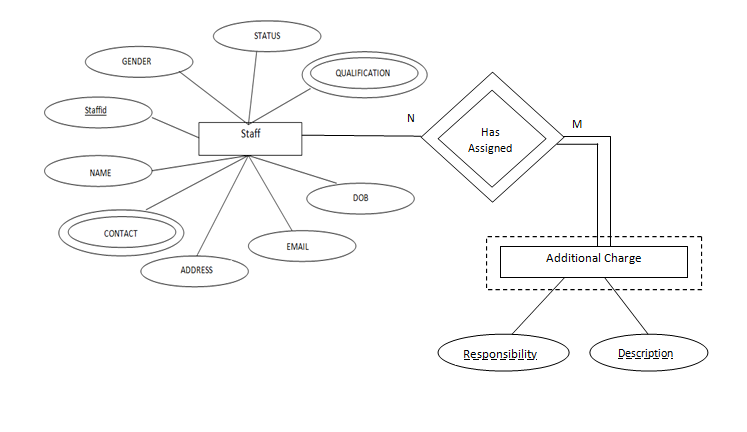 STATUS
GENDER
QUALIFICATION
Staffid
N
M
Staff
Has
Assigned
NAME
DOB
CONTACT
EMAIL
Additional Charge
ADDRESS
Responsibility
Description